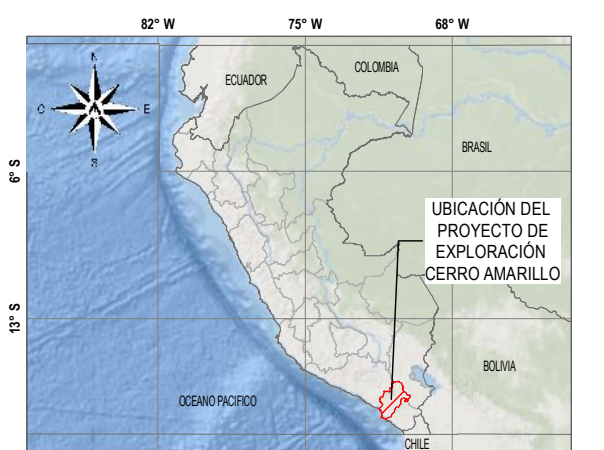 82° W
75° W
68° W
N
O
E
S
ECUADOR
COLOMBIA
BRASIL
6° S
UBICACIÓN DEL
PROYECTO DE
EXPLORACIÓN
CERRO AMARILLO
13° S
BOLIVIA
OCEANO PACIFICO
CHILE